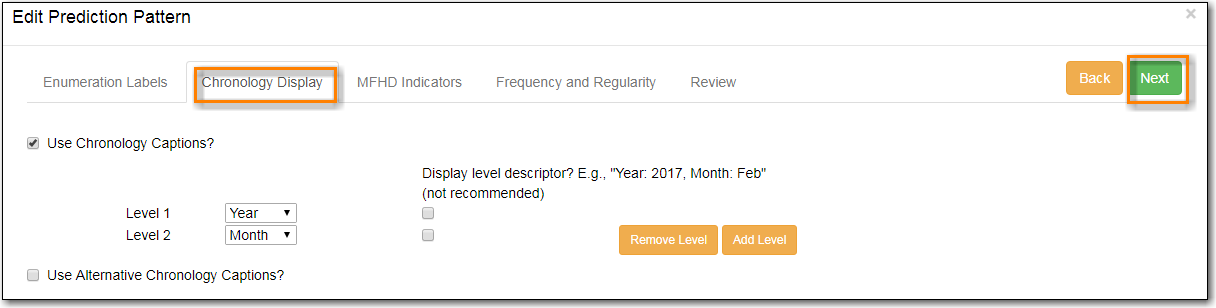 Edit Prediction Pattern ×
Enumeration Labels Chronology Display MFHD Indicators Frequency and Regularity Review Back Next
Use Chronology Captions?
Display level descriptor? E.g., "Year: 2017, Month: Feb"
(not recommended)
Level 1 Year
Level 2 Month Remove Level Add Level
Use Alternative Chronology Captions?